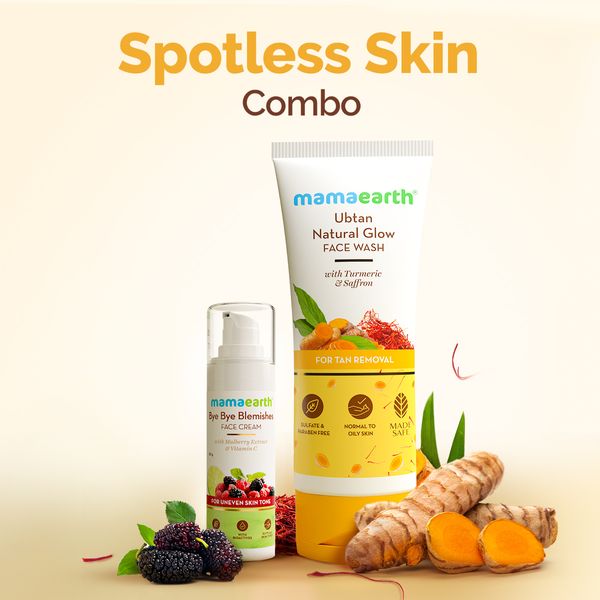 Spotless Skin
Combo
mamaearth®
Ubtan
Natural Glow
FACE WASH
with Turmeric
& Saffron
FOR TAN REMOVAL
SULFATE &
PARABEN FREE
NORMAL TO
OILY SKIN
MADE
SAFE
mamaearth
Bye Bye Blemishes
FACE CREAM
with Mulberry Extract
& Vitamin C
FOR UNEVEN SKIN TONE
WITH